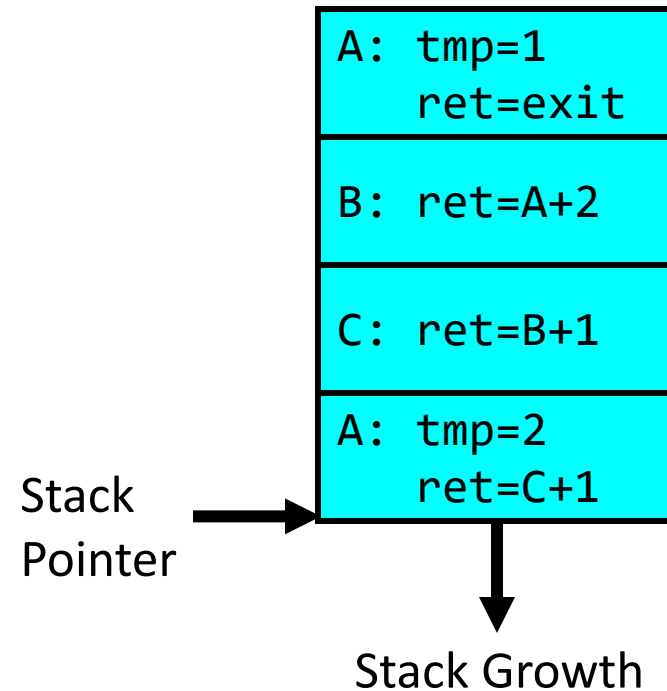 A: tmp=1
ret=exit
B: ret=A+2
C: ret=B+1
A: tmp=2
ret=C+1
Stack
Pointer
Stack Growth